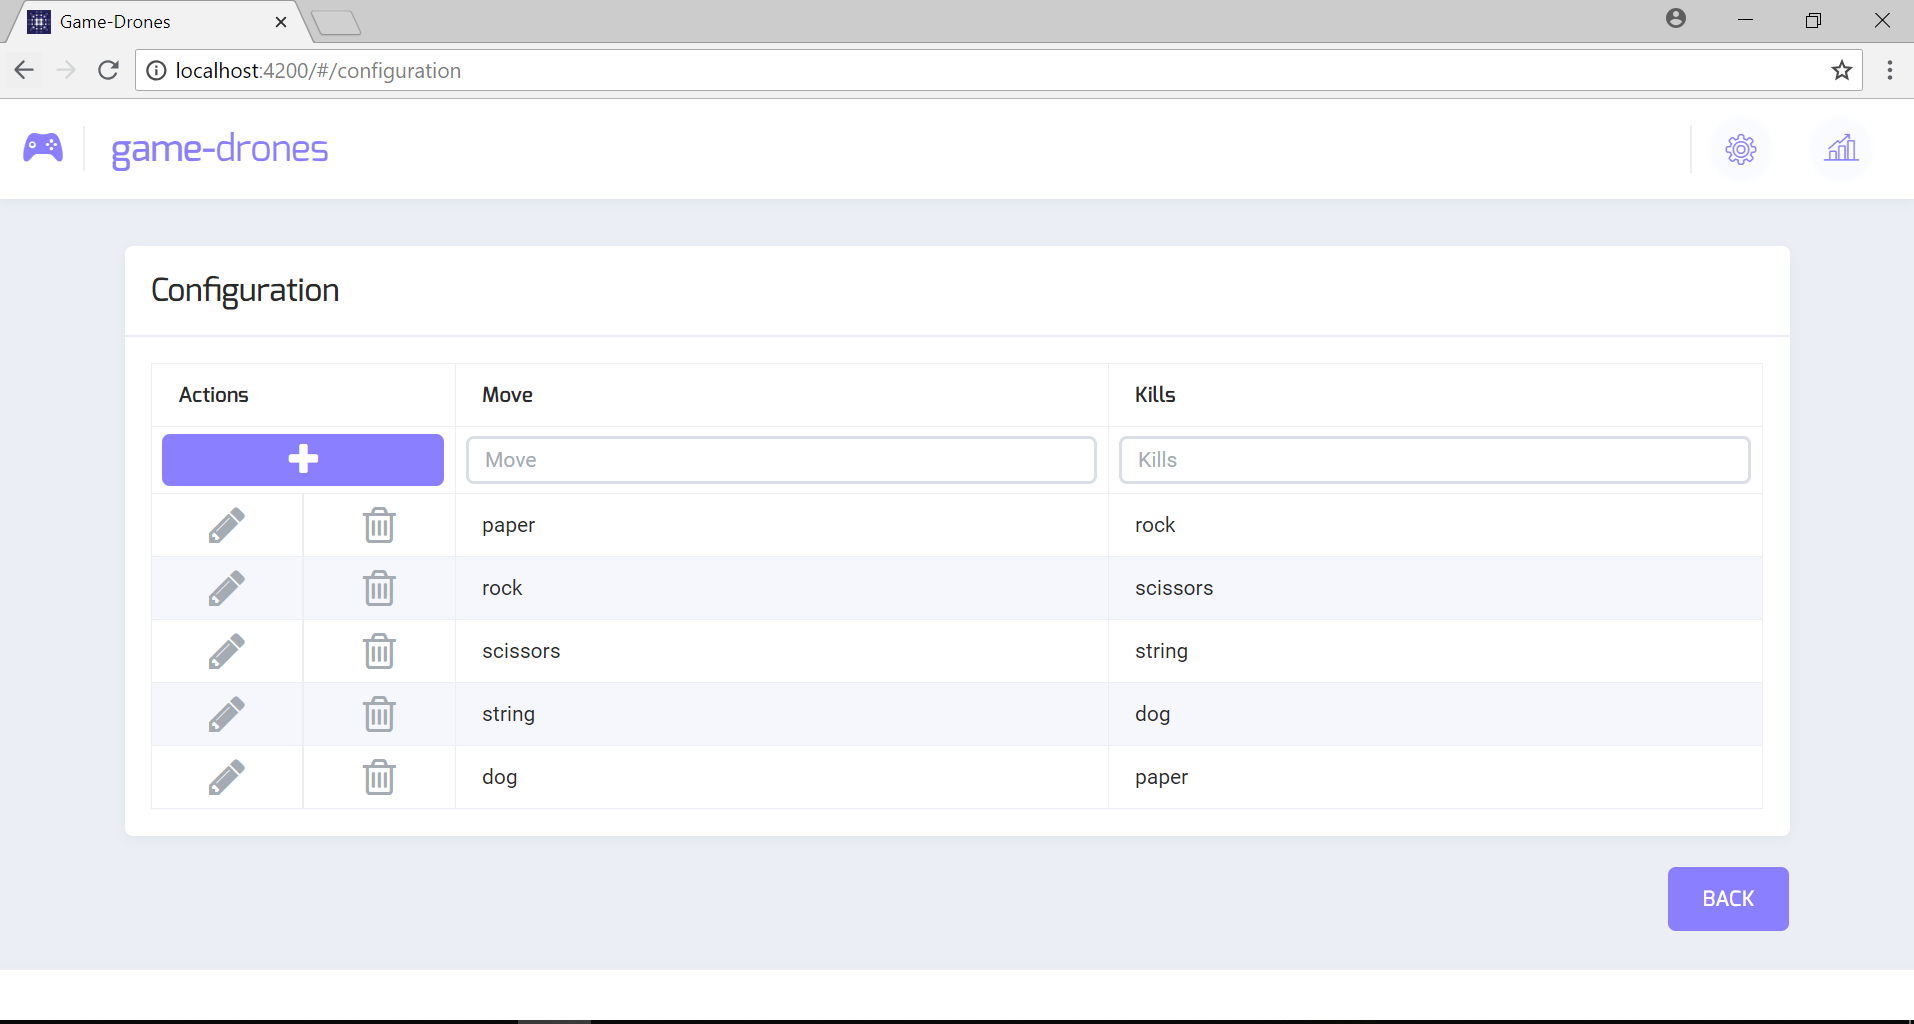 Game-Drones
localhost:4200/#/configuration
game-drones
Configuration
Actions Move Kills
Move Kills
paper rock
rock scissors
scissors string
string dog
dog paper
BACK